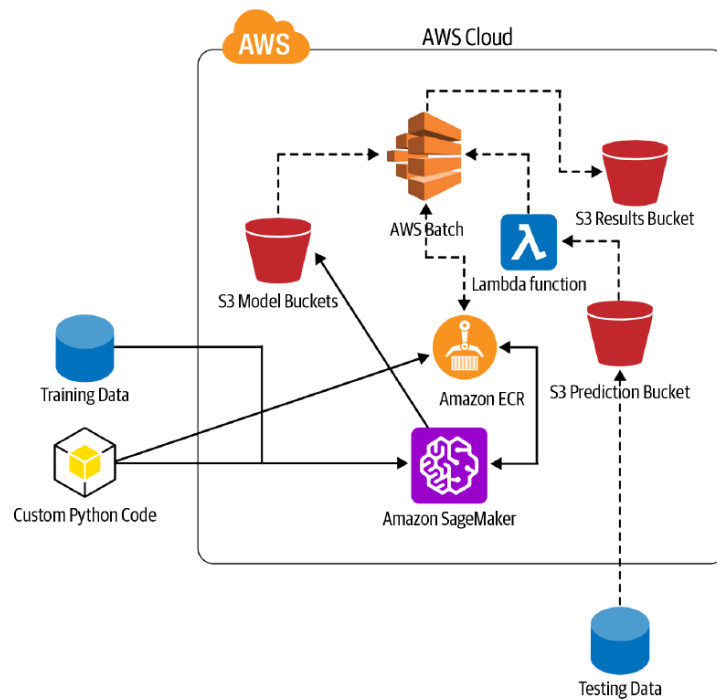 AWS
AWS Cloud
AWS Batch
S3 Results Bucket
S3 Model Buckets
Lambda function
Training Data
Amazon ECR
S3 Prediction Bucket
Custom Python Code
Amazon SageMaker
Testing Data